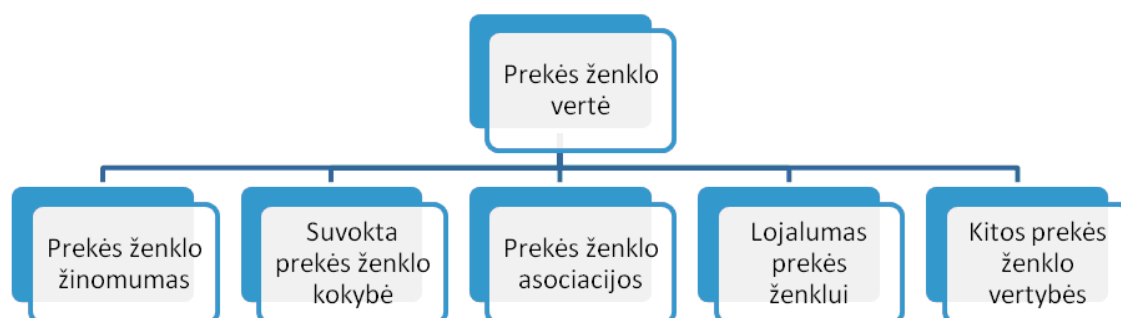 Prekės ženklo
vertė
Prekės ženklo
žinomumas
Suvokta
prekės ženklo
kokybė
Prekės ženklo
asociacijos
Lojalumas
prekės
ženklui
Kitos prekės
ženklo
vertybės